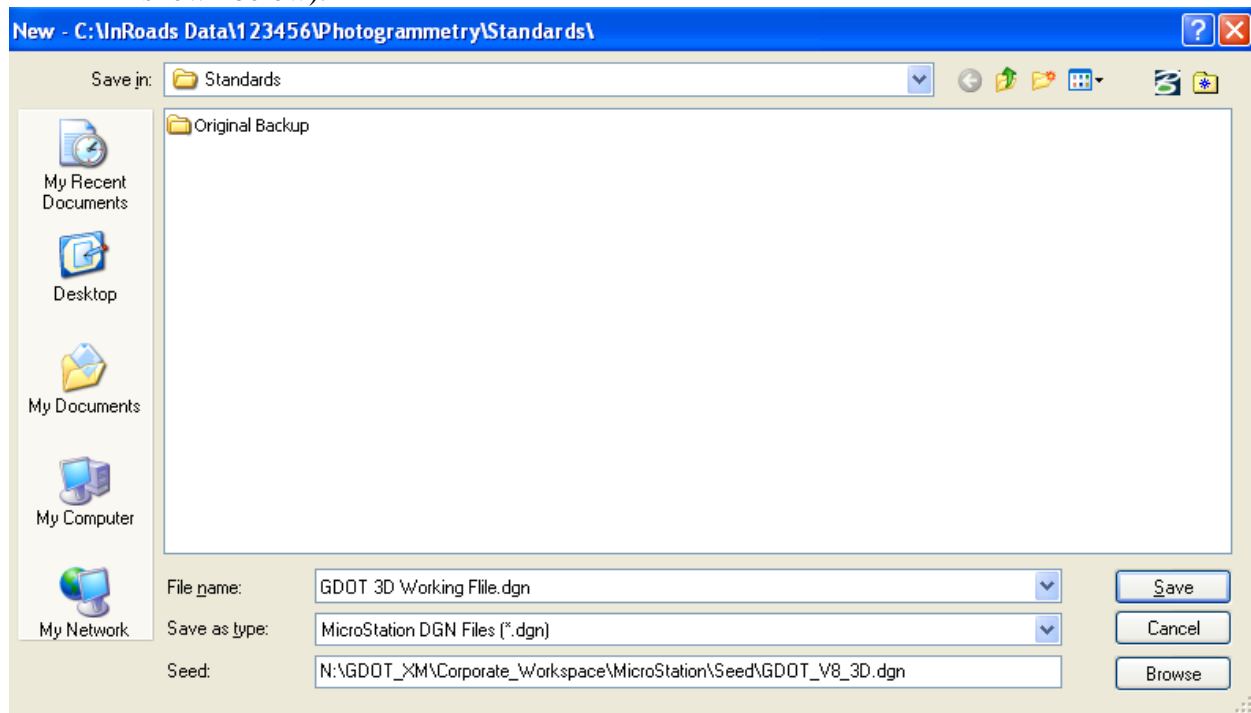 New - C:\InRoads Data\123456\Photogrammetry\Standards\
Save in: Standards
Original Backup
My Recent
Documents
Desktop
My Documents
My Computer
My Network
File name: GDOT 3D Working Flile.dgn
Save
Save as type: MicroStation DGN Files (*.dgn)
Cancel
Seed: N:\GDOT_XM\Corporate_Workspace\MicroStation\Seed\GDOT_V8_3D.dgn
Browse